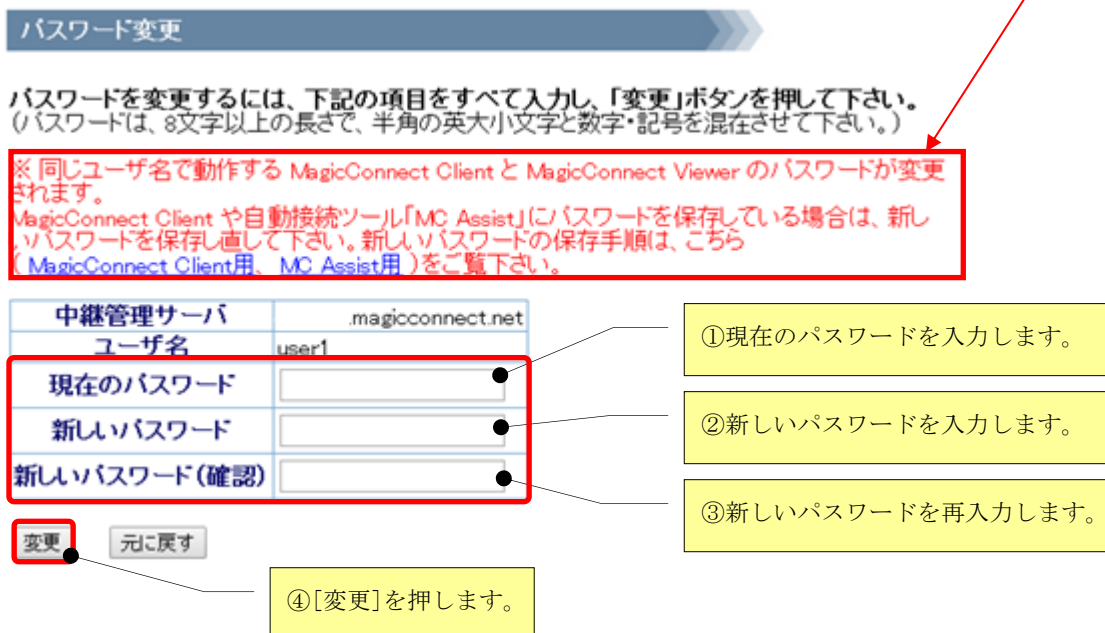 パスワード変更
パスワードを変更するには、下記の項目をすべて入力し、「変更」ボタンを押して下さい。
(パスワードは、8文字以上の長さで、半角の英大小文字と数字・記号を混在させて下さい。)
※ 同じユーザ名で動作する MagicConnect Client と MagicConnect Viewer のパスワードが変更
されます。
MagicConnect Client や自動接続ツール「MC Assist」にパスワードを保存している場合は、新し
いパスワードを保存し直して下さい。新しいパスワードの保存手順は、こちら
( MagicConnect Client用、 MC Assist用 )をご覧下さい。
中継管理サーバ .magicconnect.net
ユーザ名 user1
現在のパスワード
①現在のパスワードを入力します。
新しいパスワード
②新しいパスワードを入力します。
新しいパスワード(確認)
③新しいパスワードを再入力します。
変更 元に戻す
④[変更]を押します。